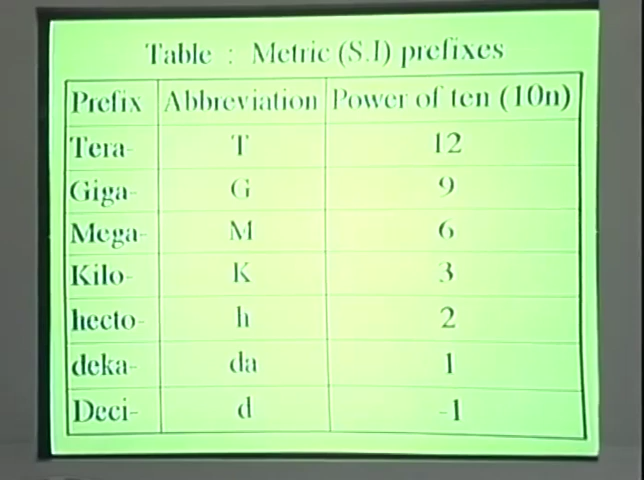 Table : Metric (S.I) prefixes
Prefix Abbreviation Power of ten (10n)
Tera- T 12
Giga- G 9
Mega- M 6
Kilo- K 3
hecto- h 2
deka- da 1
Deci- d -1